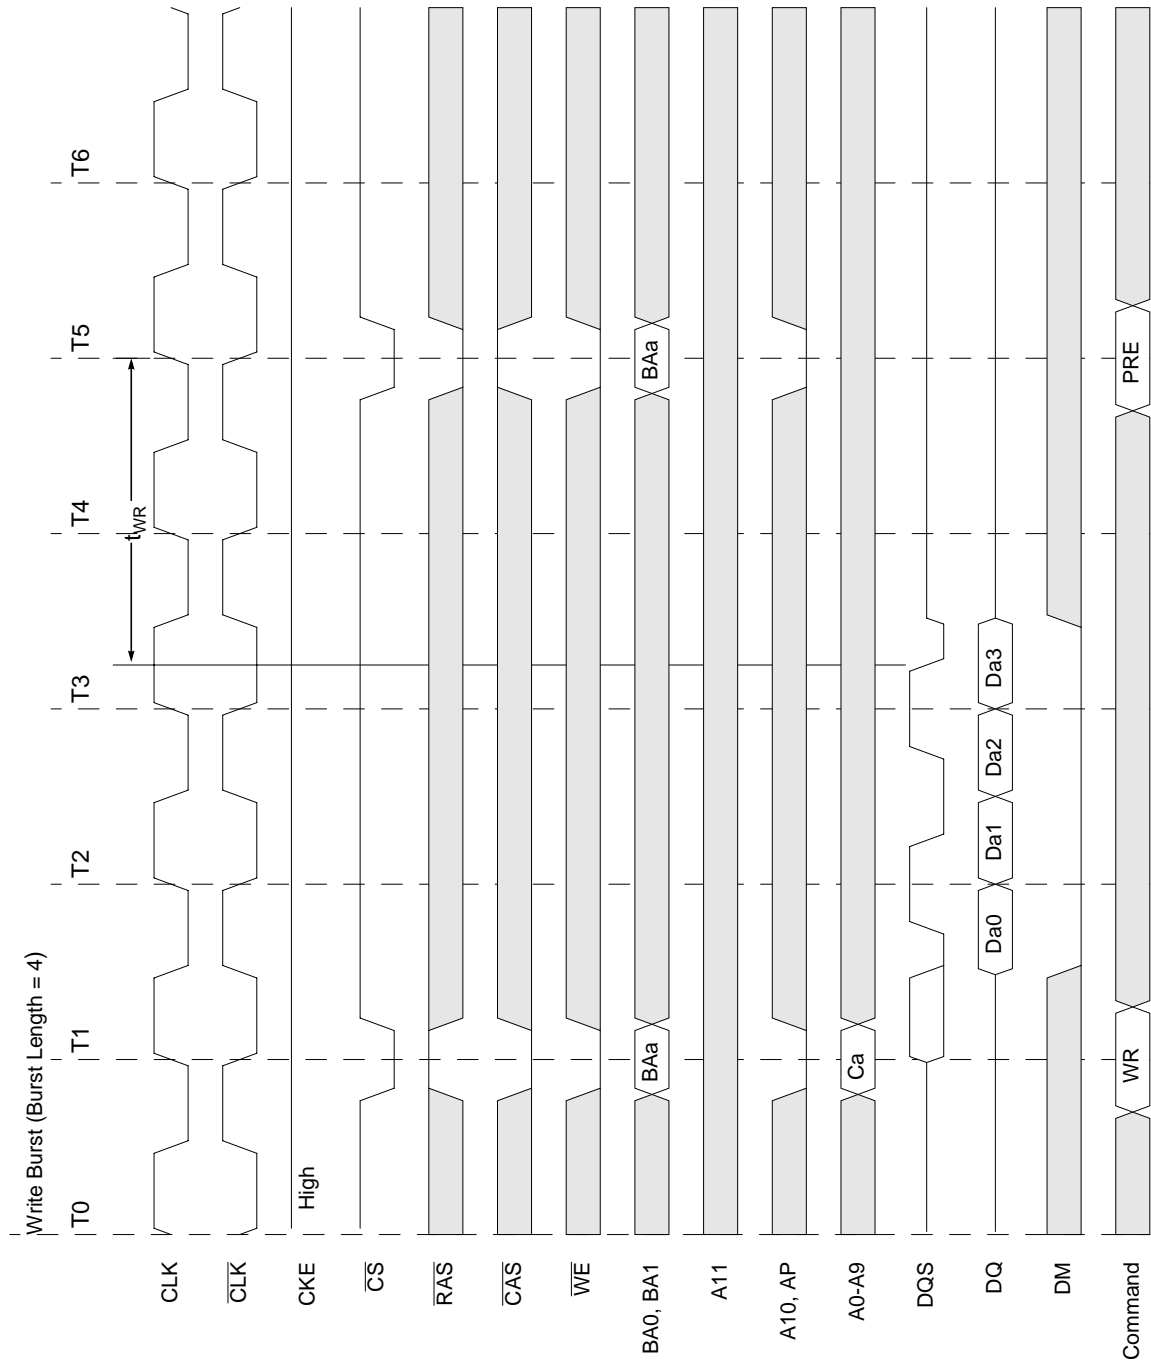 Write Burst (Burst Length = 4)
T0 T1 T2 T3 T4 T5 T6
tWR
CLK
CLK
CKE High
CS
RAS
CAS
WE
BA0, BA1 BAa BAa
A11
A10, AP
A0-A9 Ca
DQS
DQ Da0 Da1 Da2 Da3
DM
Command WR PRE